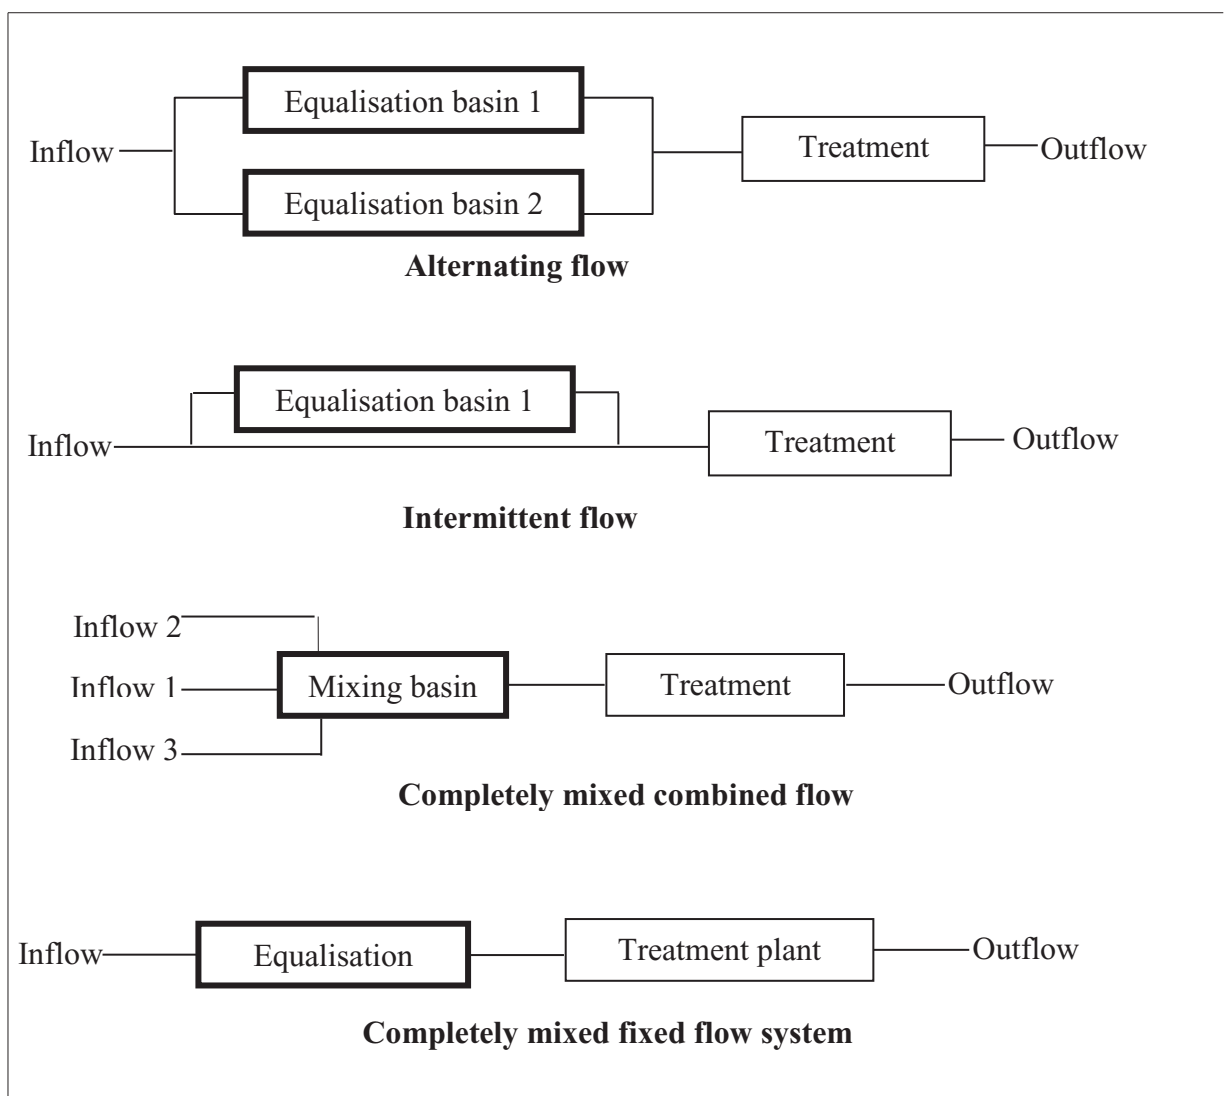 Equalisation basin 1
Inflow
Treatment
Outflow
Equalisation basin 2
Alternating flow
Equalisation basin 1
Inflow
Treatment
Outflow
Intermittent flow
Inflow 2
Inflow 1
Mixing basin
Treatment
Outflow
Inflow 3
Completely mixed combined flow
Inflow
Equalisation
Treatment plant
Outflow
Completely mixed fixed flow system